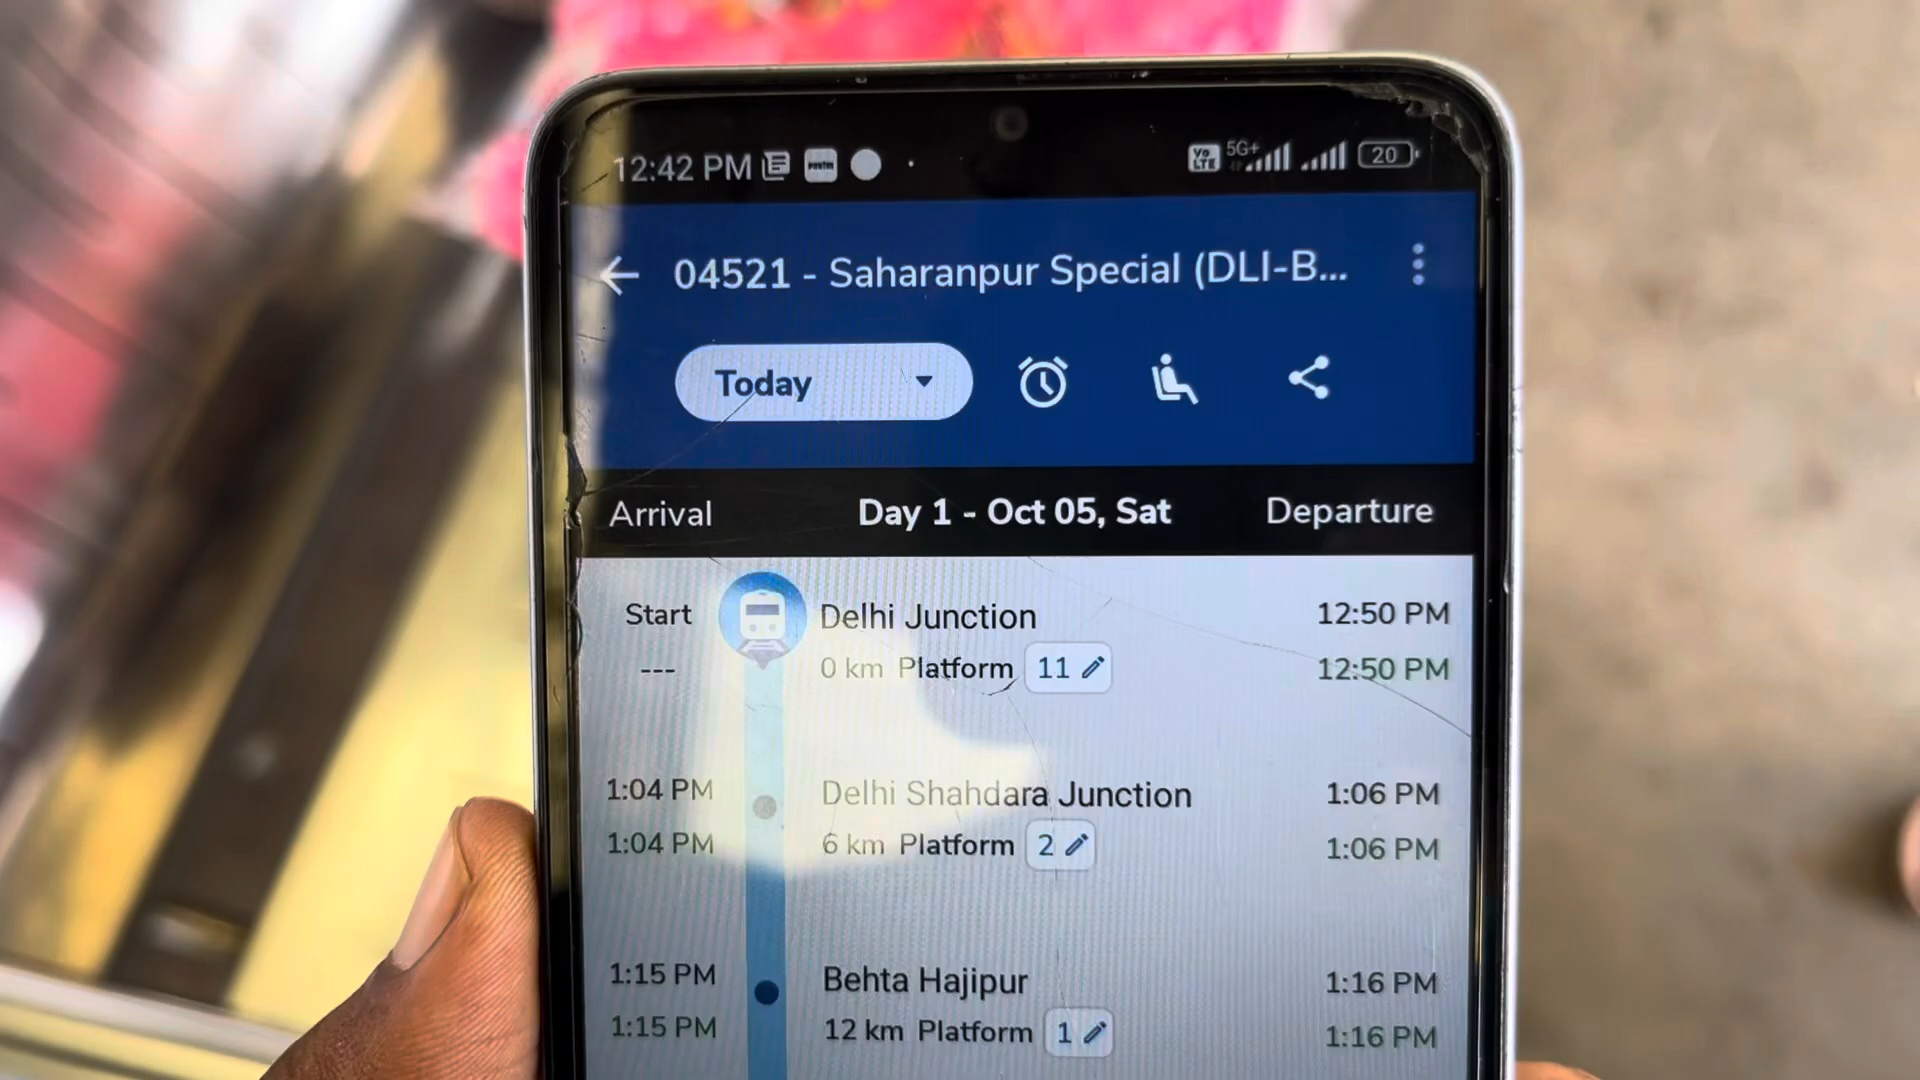 12:42 PM paytm Vo LTE 5G+ 20
04521 - Saharanpur Special (DLI-B...
Today
Arrival Day 1 - Oct 05, Sat Departure
Start Delhi Junction 12:50 PM
--- 0 km Platform 11 12:50 PM
1:04 PM Delhi Shahdara Junction 1:06 PM
1:04 PM 6 km Platform 2 1:06 PM
1:15 PM Behta Hajipur 1:16 PM
1:15 PM 12 km Platform 1 1:16 PM